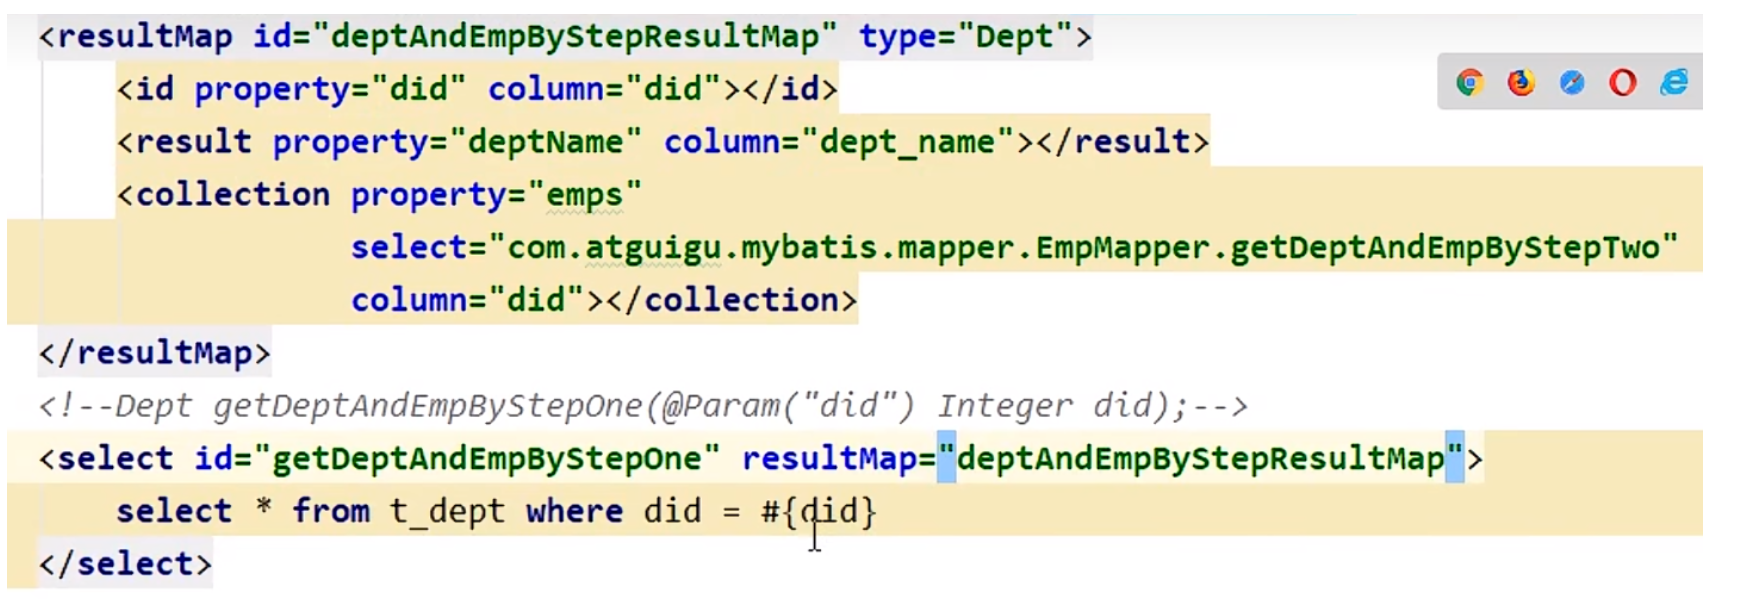 <resultMap id="deptAndEmpByStepResultMap" type="Dept">
<id property="did" column="did"></id>
<result property="deptName" column="dept_name"></result>
<collection property="emps"
select="com.atguigu.mybatis.mapper.EmpMapper.getDeptAndEmpByStepTwo"
column="did"></collection>
</resultMap>
<!--Dept getDeptAndEmpByStepOne(@Param("did") Integer did);-->
<select id="getDeptAndEmpByStepOne" resultMap="deptAndEmpByStepResultMap">
select * from t_dept where did = #{did}
</select>